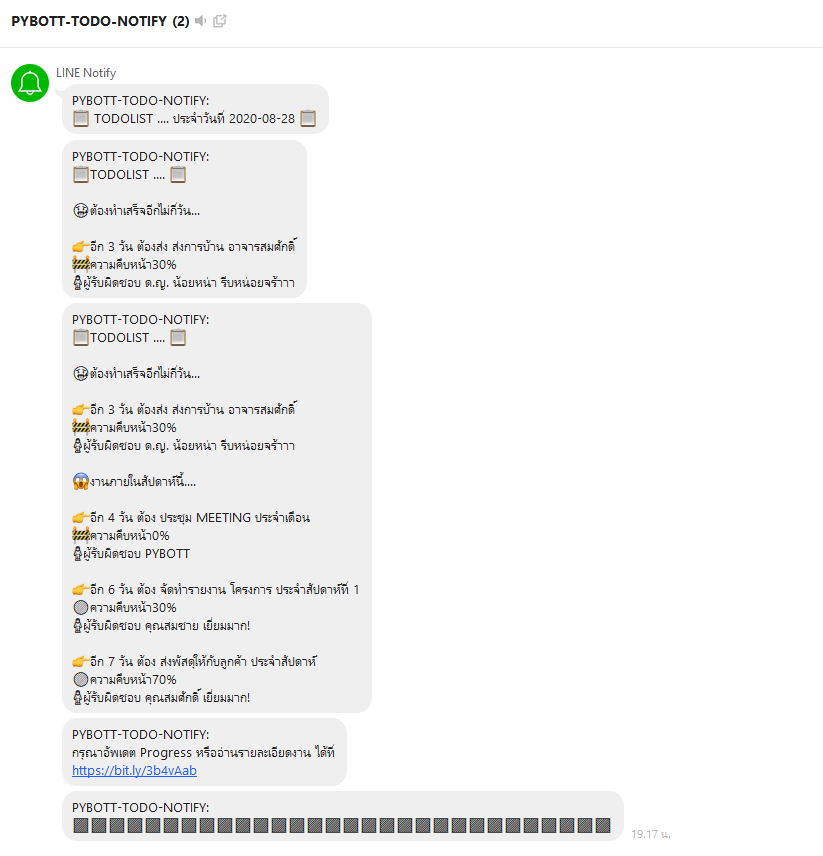 PYBOTT-TODO-NOTIFY (2)
LINE Notify
PYBOTT-TODO-NOTIFY:
📋 TODOLIST .... ประจำวันที่ 2020-08-28 📋
PYBOTT-TODO-NOTIFY:
📋TODOLIST .... 📋
😨ต้องทำเสร็จอีกไม่กี่วัน...
👉อีก 3 วัน ต้องส่ง ส่งการบ้าน อาจารสมศักดิ์
🚧ความคืบหน้า30%
ผู้รับผิดชอบ ด.ญ. น้อยหน่า รีบหน่อยจร้าาา
PYBOTT-TODO-NOTIFY:
📋TODOLIST .... 📋
😨ต้องทำเสร็จอีกไม่กี่วัน...
👉อีก 3 วัน ต้องส่ง ส่งการบ้าน อาจารสมศักดิ์
🚧ความคืบหน้า30%
ผู้รับผิดชอบ ด.ญ. น้อยหน่า รีบหน่อยจร้าาา
😱งานภายในสัปดาห์นี้....
👉อีก 4 วัน ต้อง ประชุม MEETING ประจำเดือน
🚧ความคืบหน้า0%
ผู้รับผิดชอบ PYBOTT
👉อีก 6 วัน ต้อง จัดทำรายงาน โครงการ ประจำสัปดาห์ที่ 1
ความคืบหน้า30%
ผู้รับผิดชอบ คุณสมชาย เยี่ยมมาก!
👉อีก 7 วัน ต้อง ส่งพัสดุให้กับลูกค้า ประจำสัปดาห์
ความคืบหน้า70%
ผู้รับผิดชอบ คุณสมศักดิ์ เยี่ยมมาก!
PYBOTT-TODO-NOTIFY:
กรุณาอัพเดต Progress หรืออ่านรายละเอียดงาน ได้ที่
https://bit.ly/3b4vAab
PYBOTT-TODO-NOTIFY:
19.17 น.